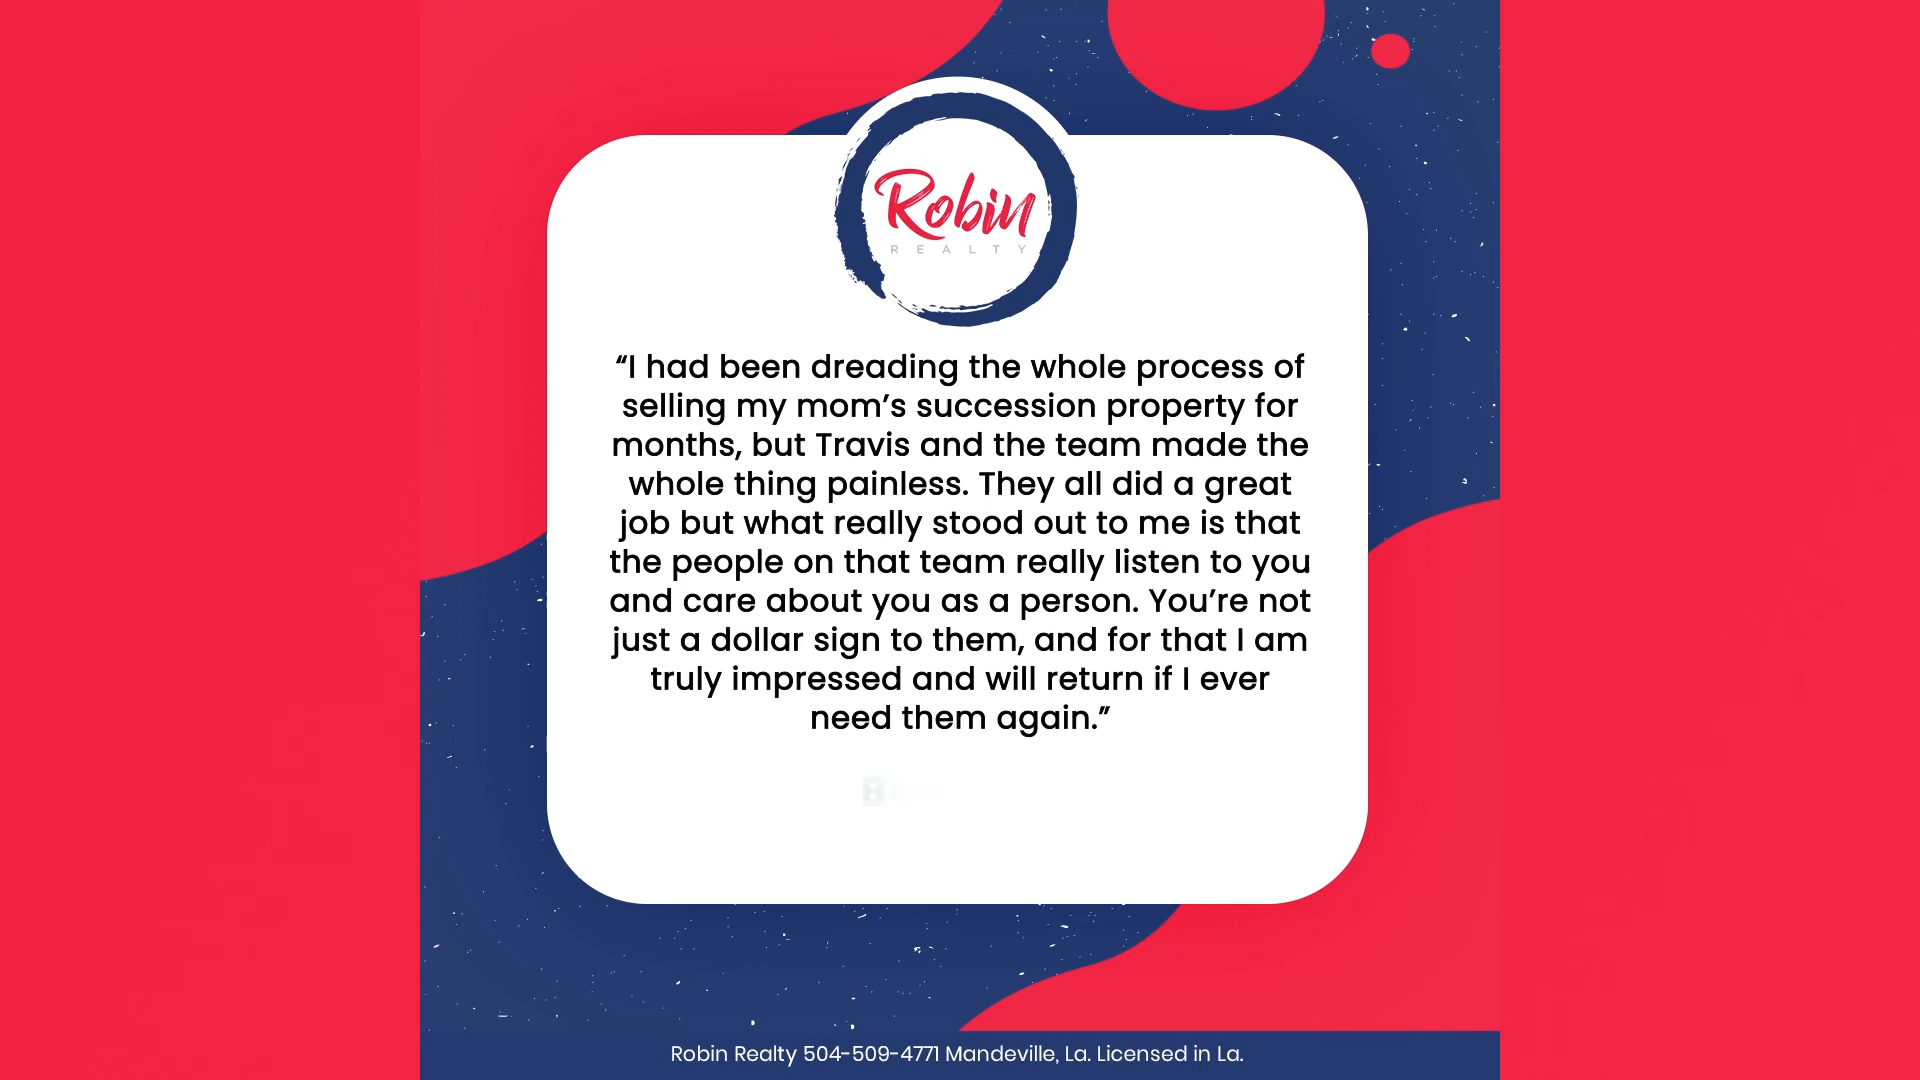 Robin
REALTY
“I had been dreading the whole process of
selling my mom’s succession property for
months, but Travis and the team made the
whole thing painless. They all did a great
job but what really stood out to me is that
the people on that team really listen to you
and care about you as a person. You’re not
just a dollar sign to them, and for that I am
truly impressed and will return if I ever
need them again.”
Robin Realty 504-509-4771 Mandeville, La. Licensed in La.